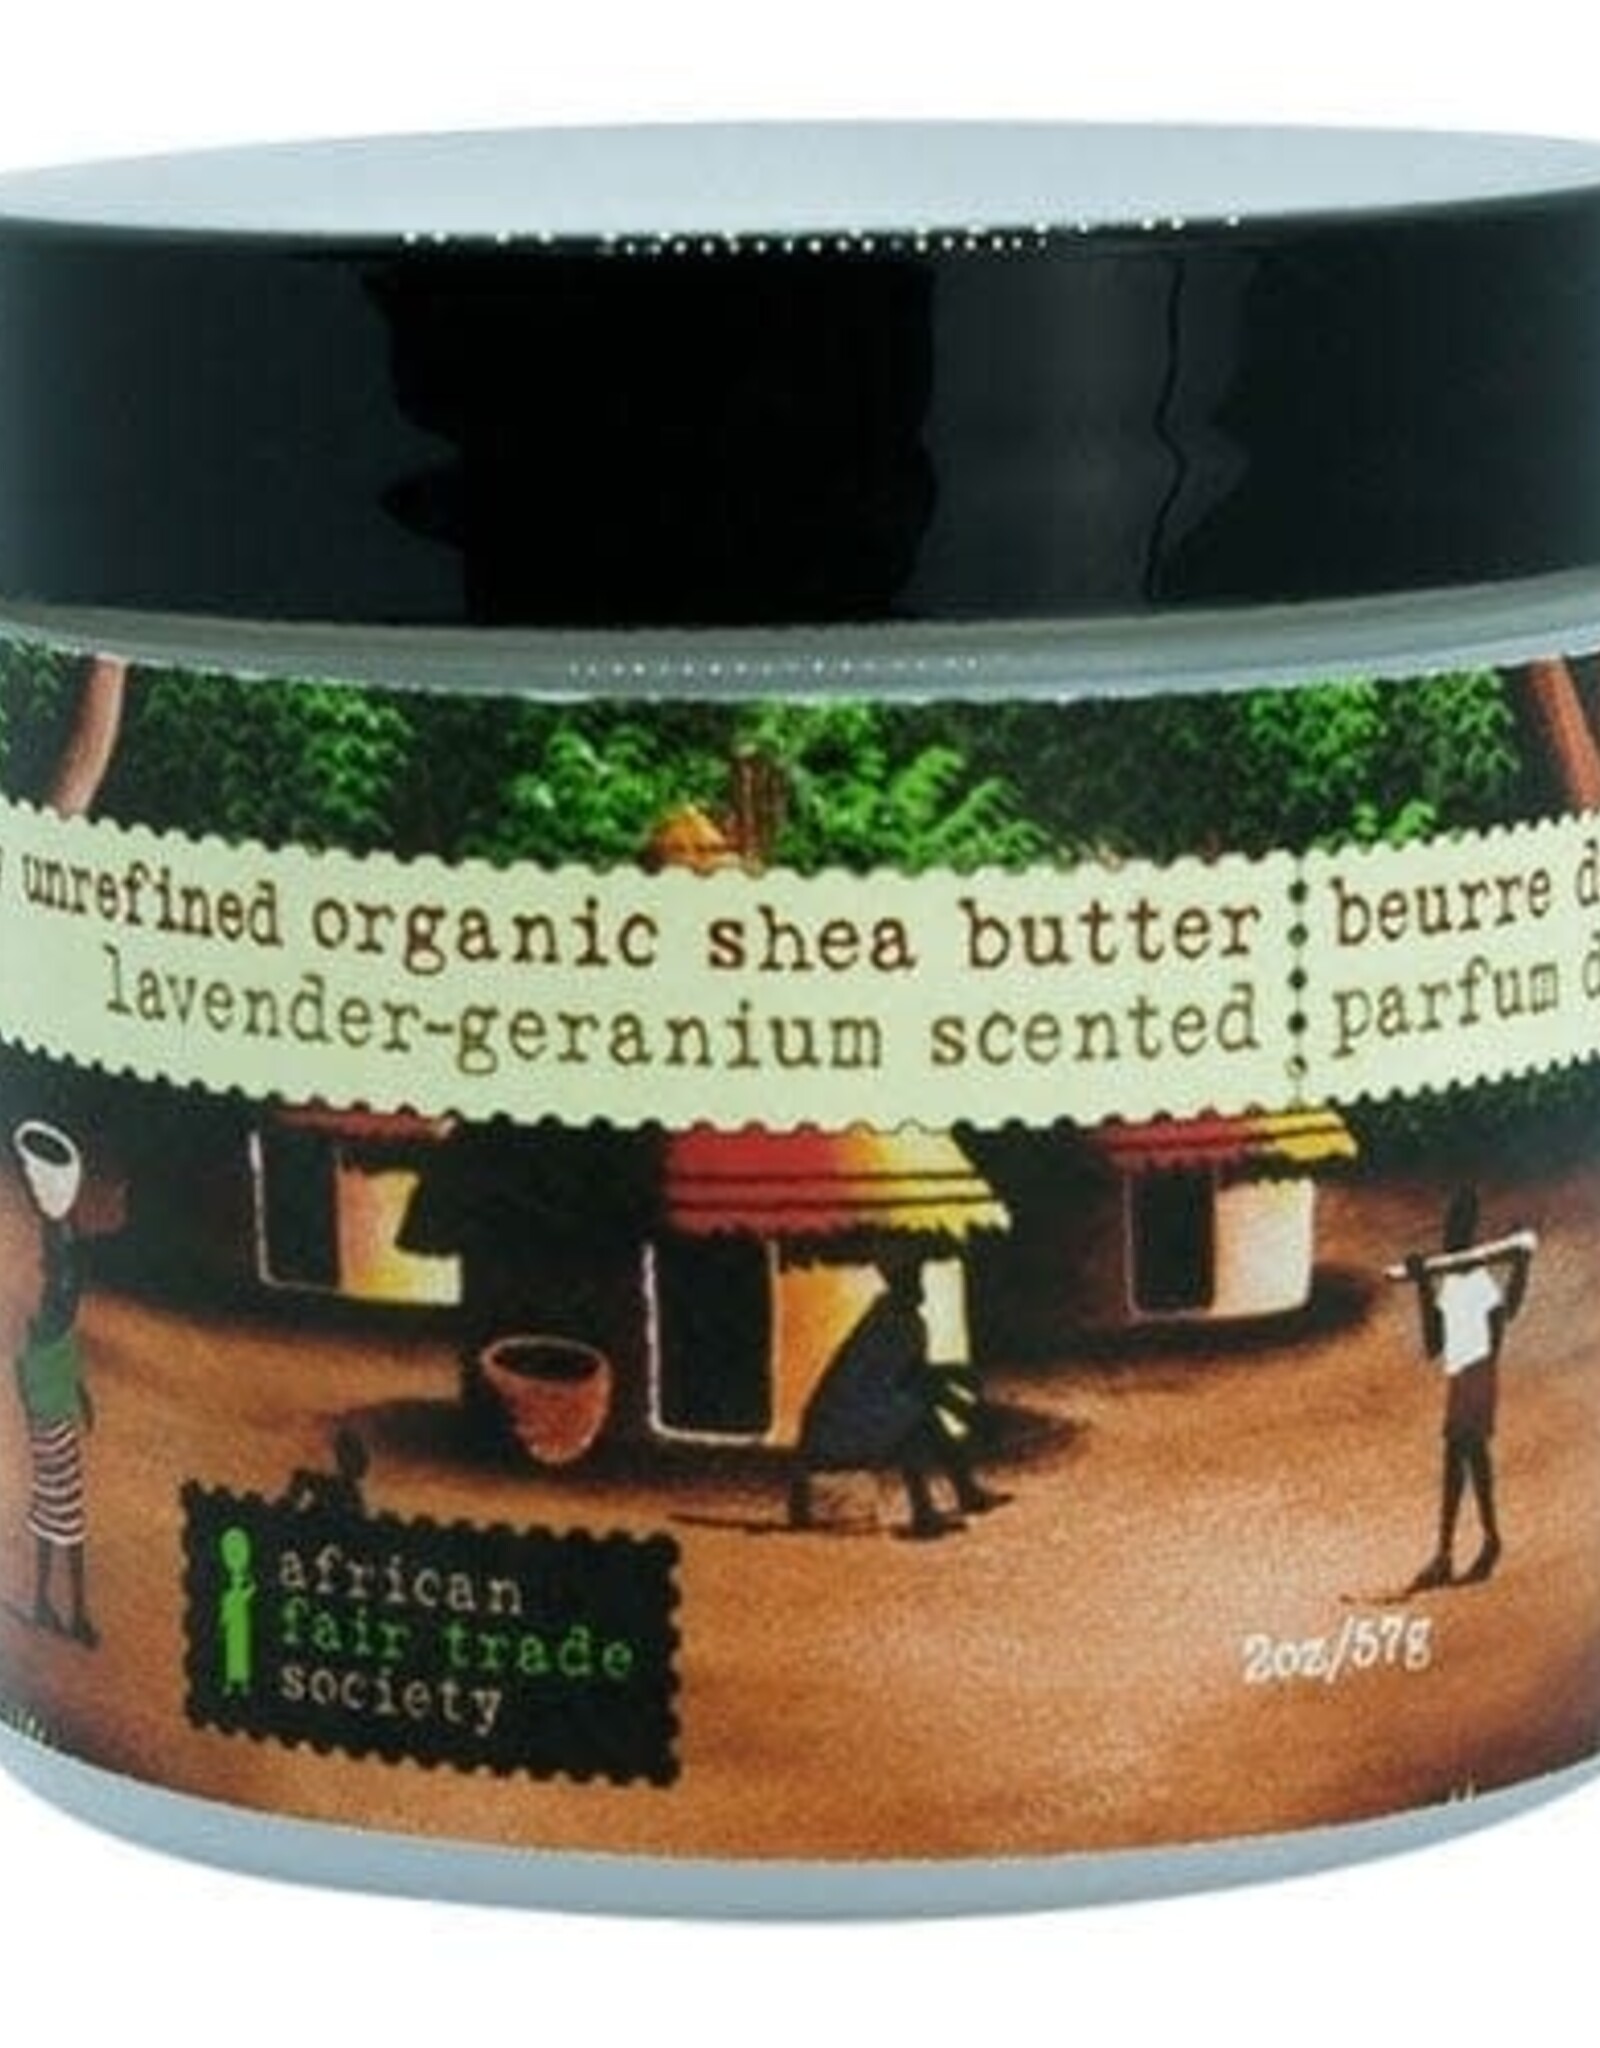 unrefined organic shea butter
lavender-geranium scented
beurre
parfum
african
fair trade
society
2oz/57g